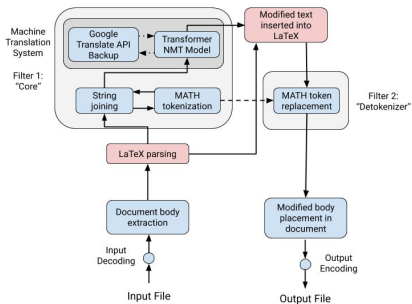 Machine
Translation
System
Google
Translate API
Backup
Transformer
NMT Model
Modified text
inserted into
LaTeX
Filter 1:
“Core”
String
joining
MATH
tokenization
MATH token
replacement
Filter 2:
“Detokenizer”
LaTeX parsing
Document body
extraction
Modified body
placement in
document
Input
Decoding
Output
Encoding
Input File
Output File